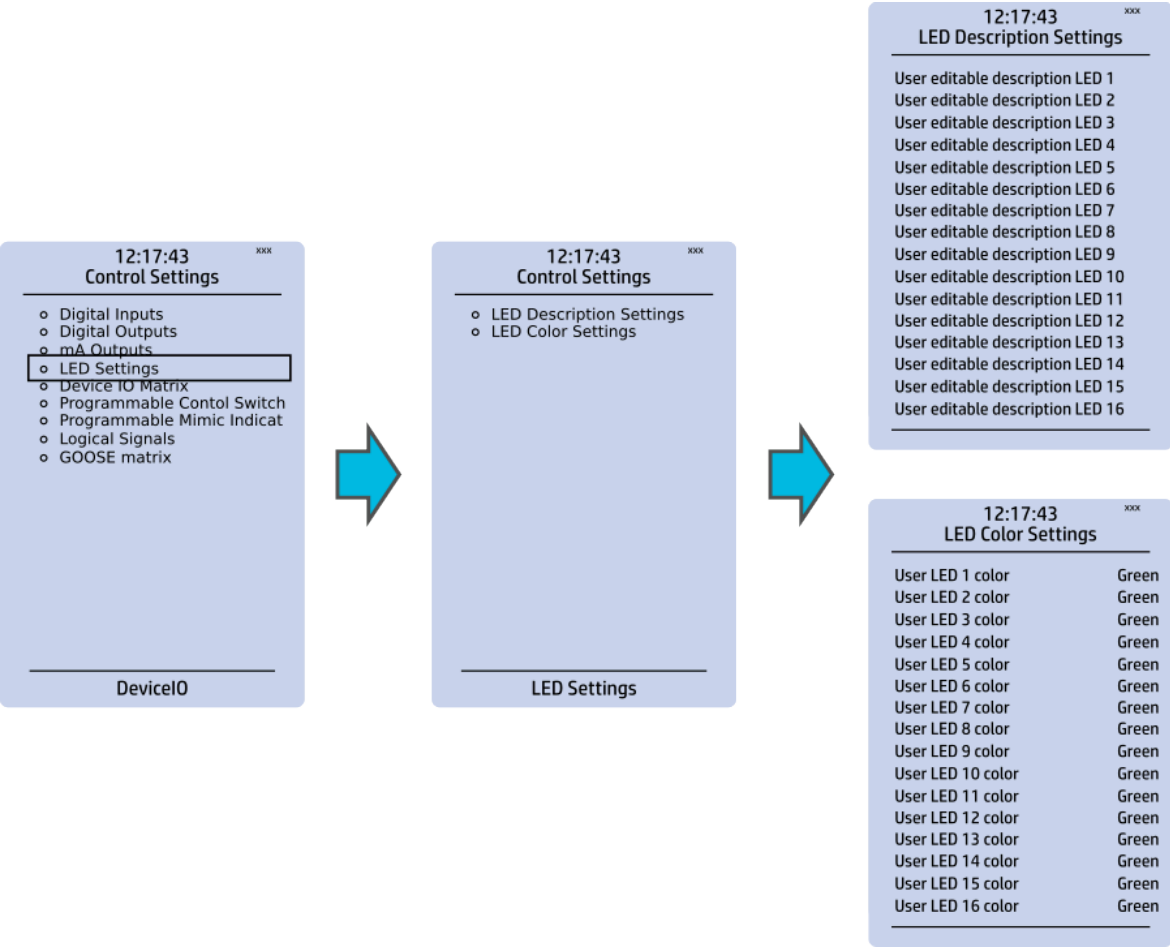 12:17:43 xxx
Control Settings
Digital Inputs
Digital Outputs
mA Outputs
LED Settings
Device IO Matrix
Programmable Contol Switch
Programmable Mimic Indicat
Logical Signals
GOOSE matrix
DeviceIO
12:17:43 xxx
Control Settings
LED Description Settings
LED Color Settings
LED Settings
12:17:43 xxx
LED Description Settings
User editable description LED 1
User editable description LED 2
User editable description LED 3
User editable description LED 4
User editable description LED 5
User editable description LED 6
User editable description LED 7
User editable description LED 8
User editable description LED 9
User editable description LED 10
User editable description LED 11
User editable description LED 12
User editable description LED 13
User editable description LED 14
User editable description LED 15
User editable description LED 16
12:17:43 xxx
LED Color Settings
User LED 1 color Green
User LED 2 color Green
User LED 3 color Green
User LED 4 color Green
User LED 5 color Green
User LED 6 color Green
User LED 7 color Green
User LED 8 color Green
User LED 9 color Green
User LED 10 color Green
User LED 11 color Green
User LED 12 color Green
User LED 13 color Green
User LED 14 color Green
User LED 15 color Green
User LED 16 color Green